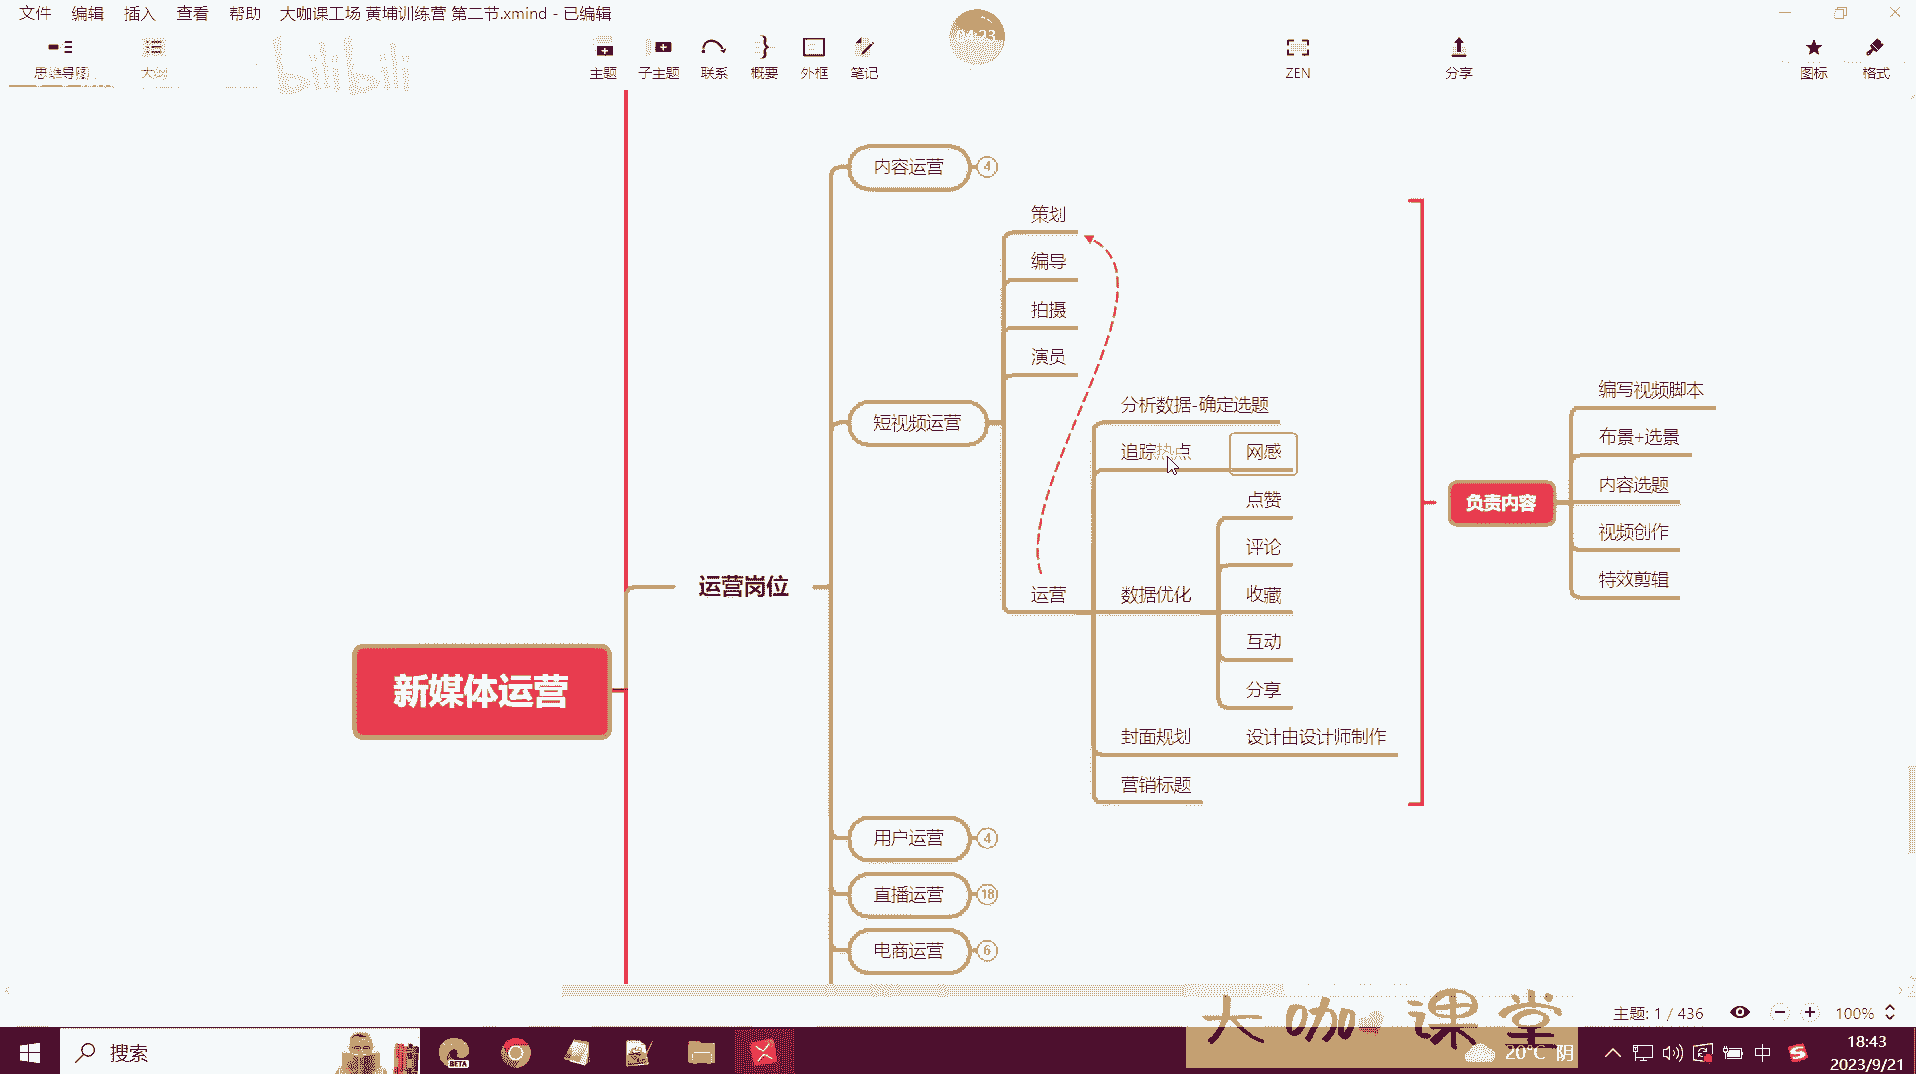 文件 编辑 插入 查看 帮助 大咖课工场 黄埔训练营 第二节.xmind - 已编辑
思维导图 大纲 bilibili 主题 子主题 联系 概要 外框 笔记 04:23 ZEN 分享 图标 格式
内容运营 4
策划
编导
拍摄
演员
短视频运营
分析数据-确定选题
追踪热点 网感
点赞
评论
运营 数据优化 收藏
互动
分享
封面规划 设计由设计师制作
营销标题
负责内容
编写视频脚本
布景+选景
内容选题
视频创作
特效剪辑
运营岗位
新媒体运营
用户运营 4
直播运营 18
电商运营 6
大咖课堂
主题: 1 / 436 100%
搜索 BETA 20°C 阴 中 18:43
2023/9/21